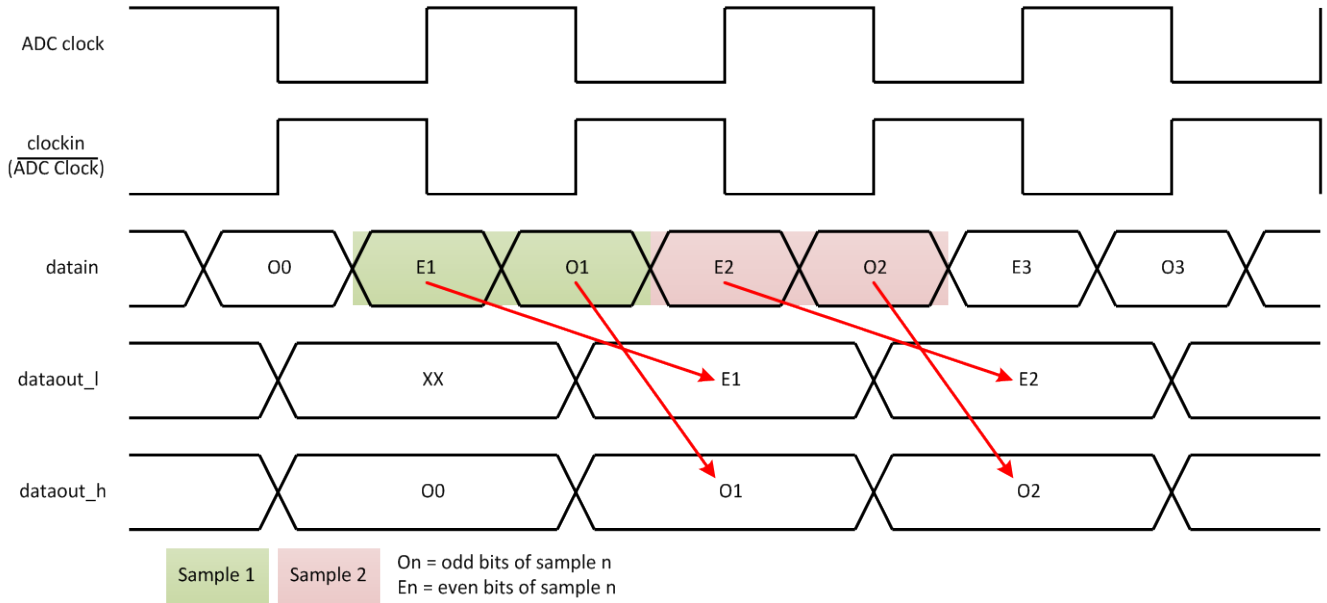 ADC clock
clockin
(ADC Clock)
datain
O0
E1
O1
E2
O2
E3
O3
dataout_l
XX
E1
E2
dataout_h
O0
O1
O2
Sample 1
Sample 2
On = odd bits of sample n
En = even bits of sample n